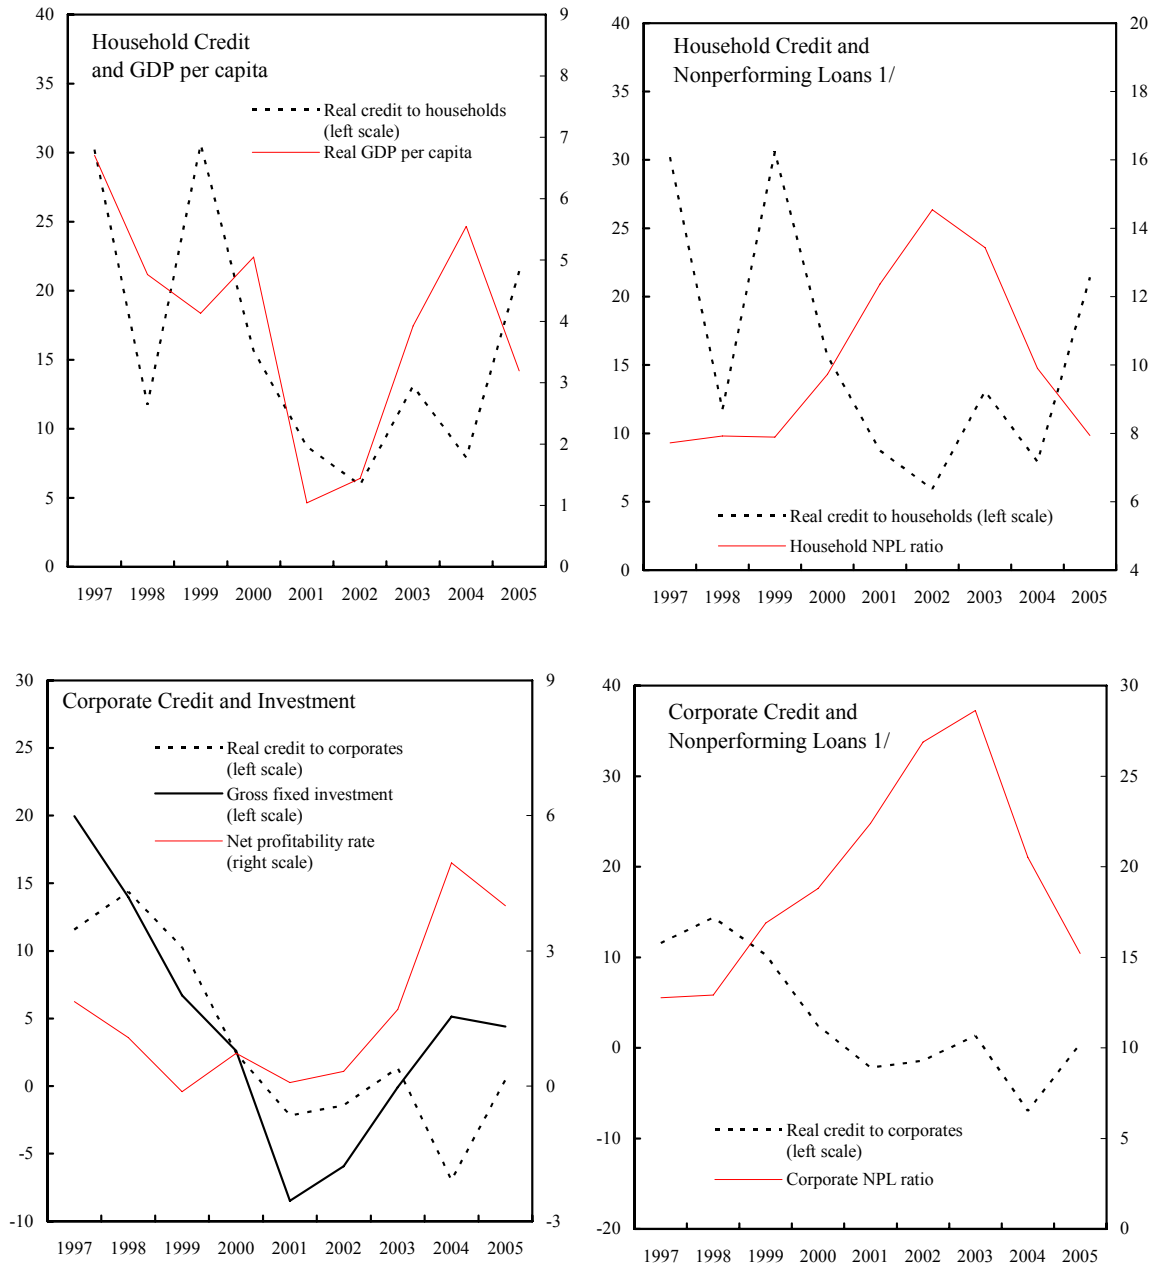 Household Credit
and GDP per capita
Real credit to households
(left scale)
Real GDP per capita
40
35
30
25
20
15
10
5
0
9
8
7
6
5
4
3
2
1
0
1997 1998 1999 2000 2001 2002 2003 2004 2005
Household Credit and
Nonperforming Loans 1/
40
35
30
25
20
15
10
5
0
20
18
16
14
12
10
8
6
4
Real credit to households (left scale)
Household NPL ratio
1997 1998 1999 2000 2001 2002 2003 2004 2005
Corporate Credit and Investment
Real credit to corporates
(left scale)
Gross fixed investment
(left scale)
Net profitability rate
(right scale)
30
25
20
15
10
5
0
-5
-10
9
6
3
0
-3
1997 1998 1999 2000 2001 2002 2003 2004 2005
Corporate Credit and
Nonperforming Loans 1/
40
30
20
10
0
-10
-20
30
25
20
15
10
5
0
Real credit to corporates
(left scale)
Corporate NPL ratio
1997 1998 1999 2000 2001 2002 2003 2004 2005